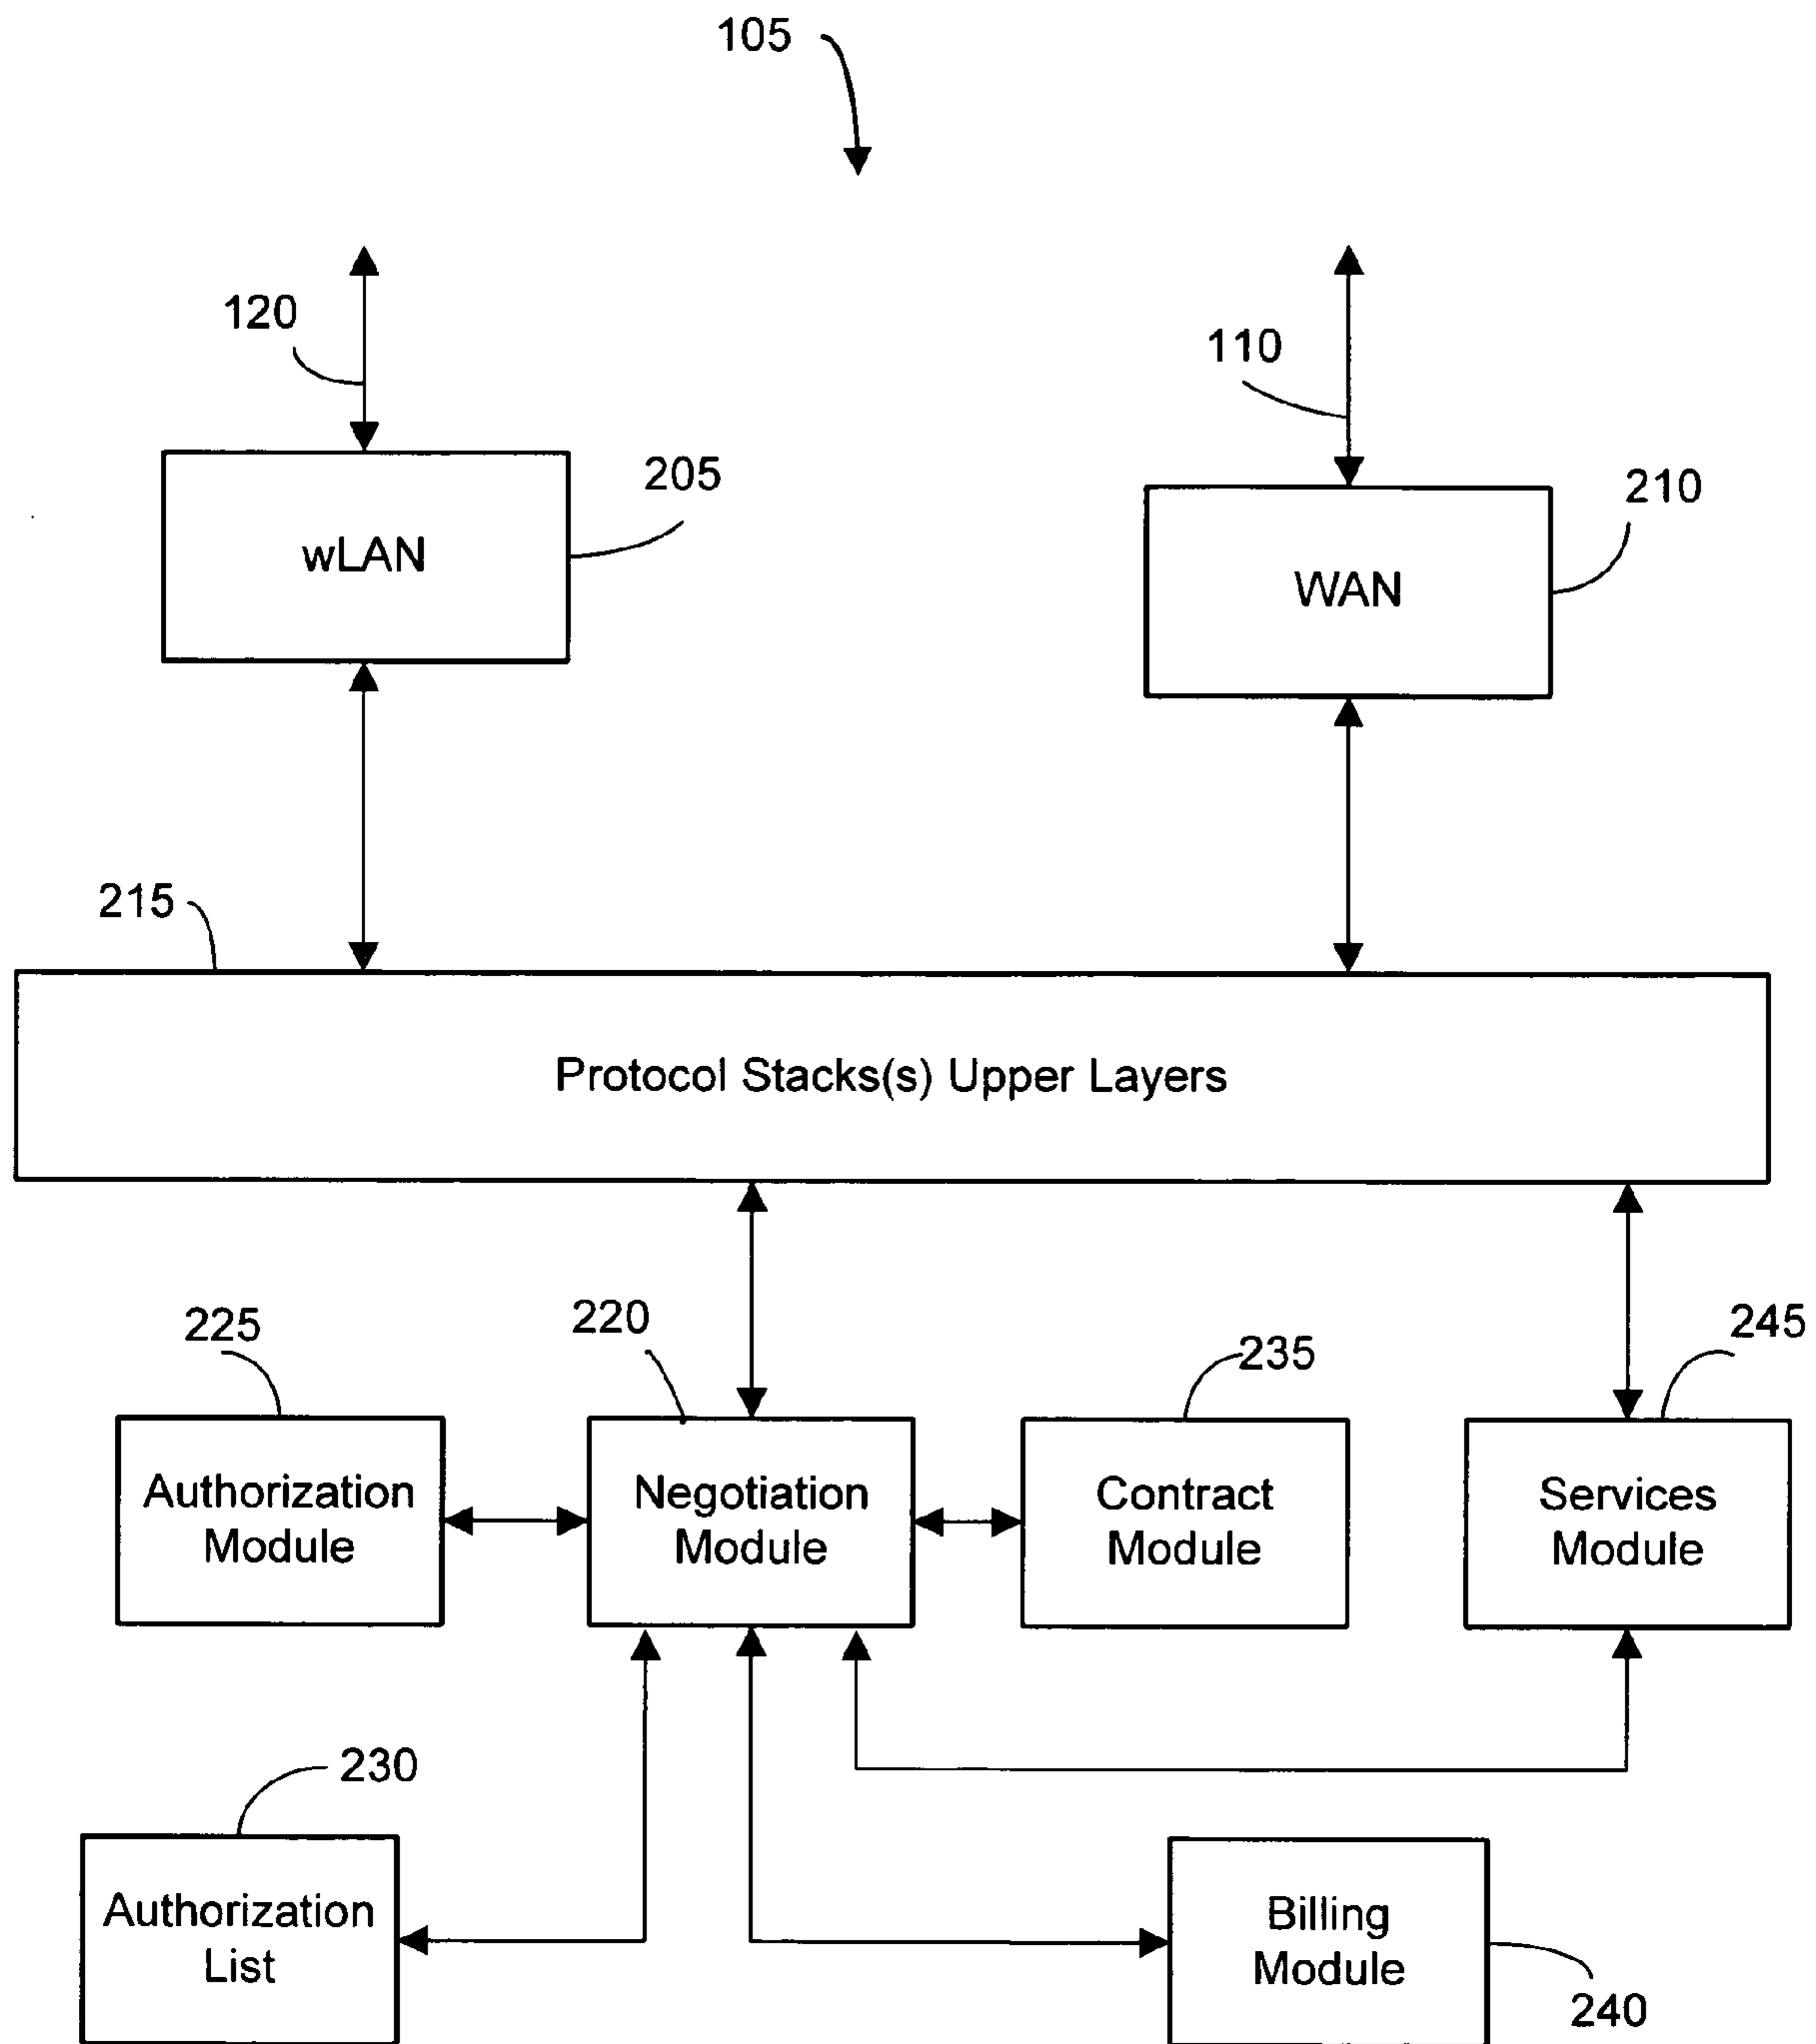 105
120
110
205
wLAN
210
WAN
215
Protocol Stacks(s) Upper Layers
225
220
235
245
Authorization
Module
Negotiation
Module
Contract
Module
Services
Module
230
Authorization
List
Billing
Module
240